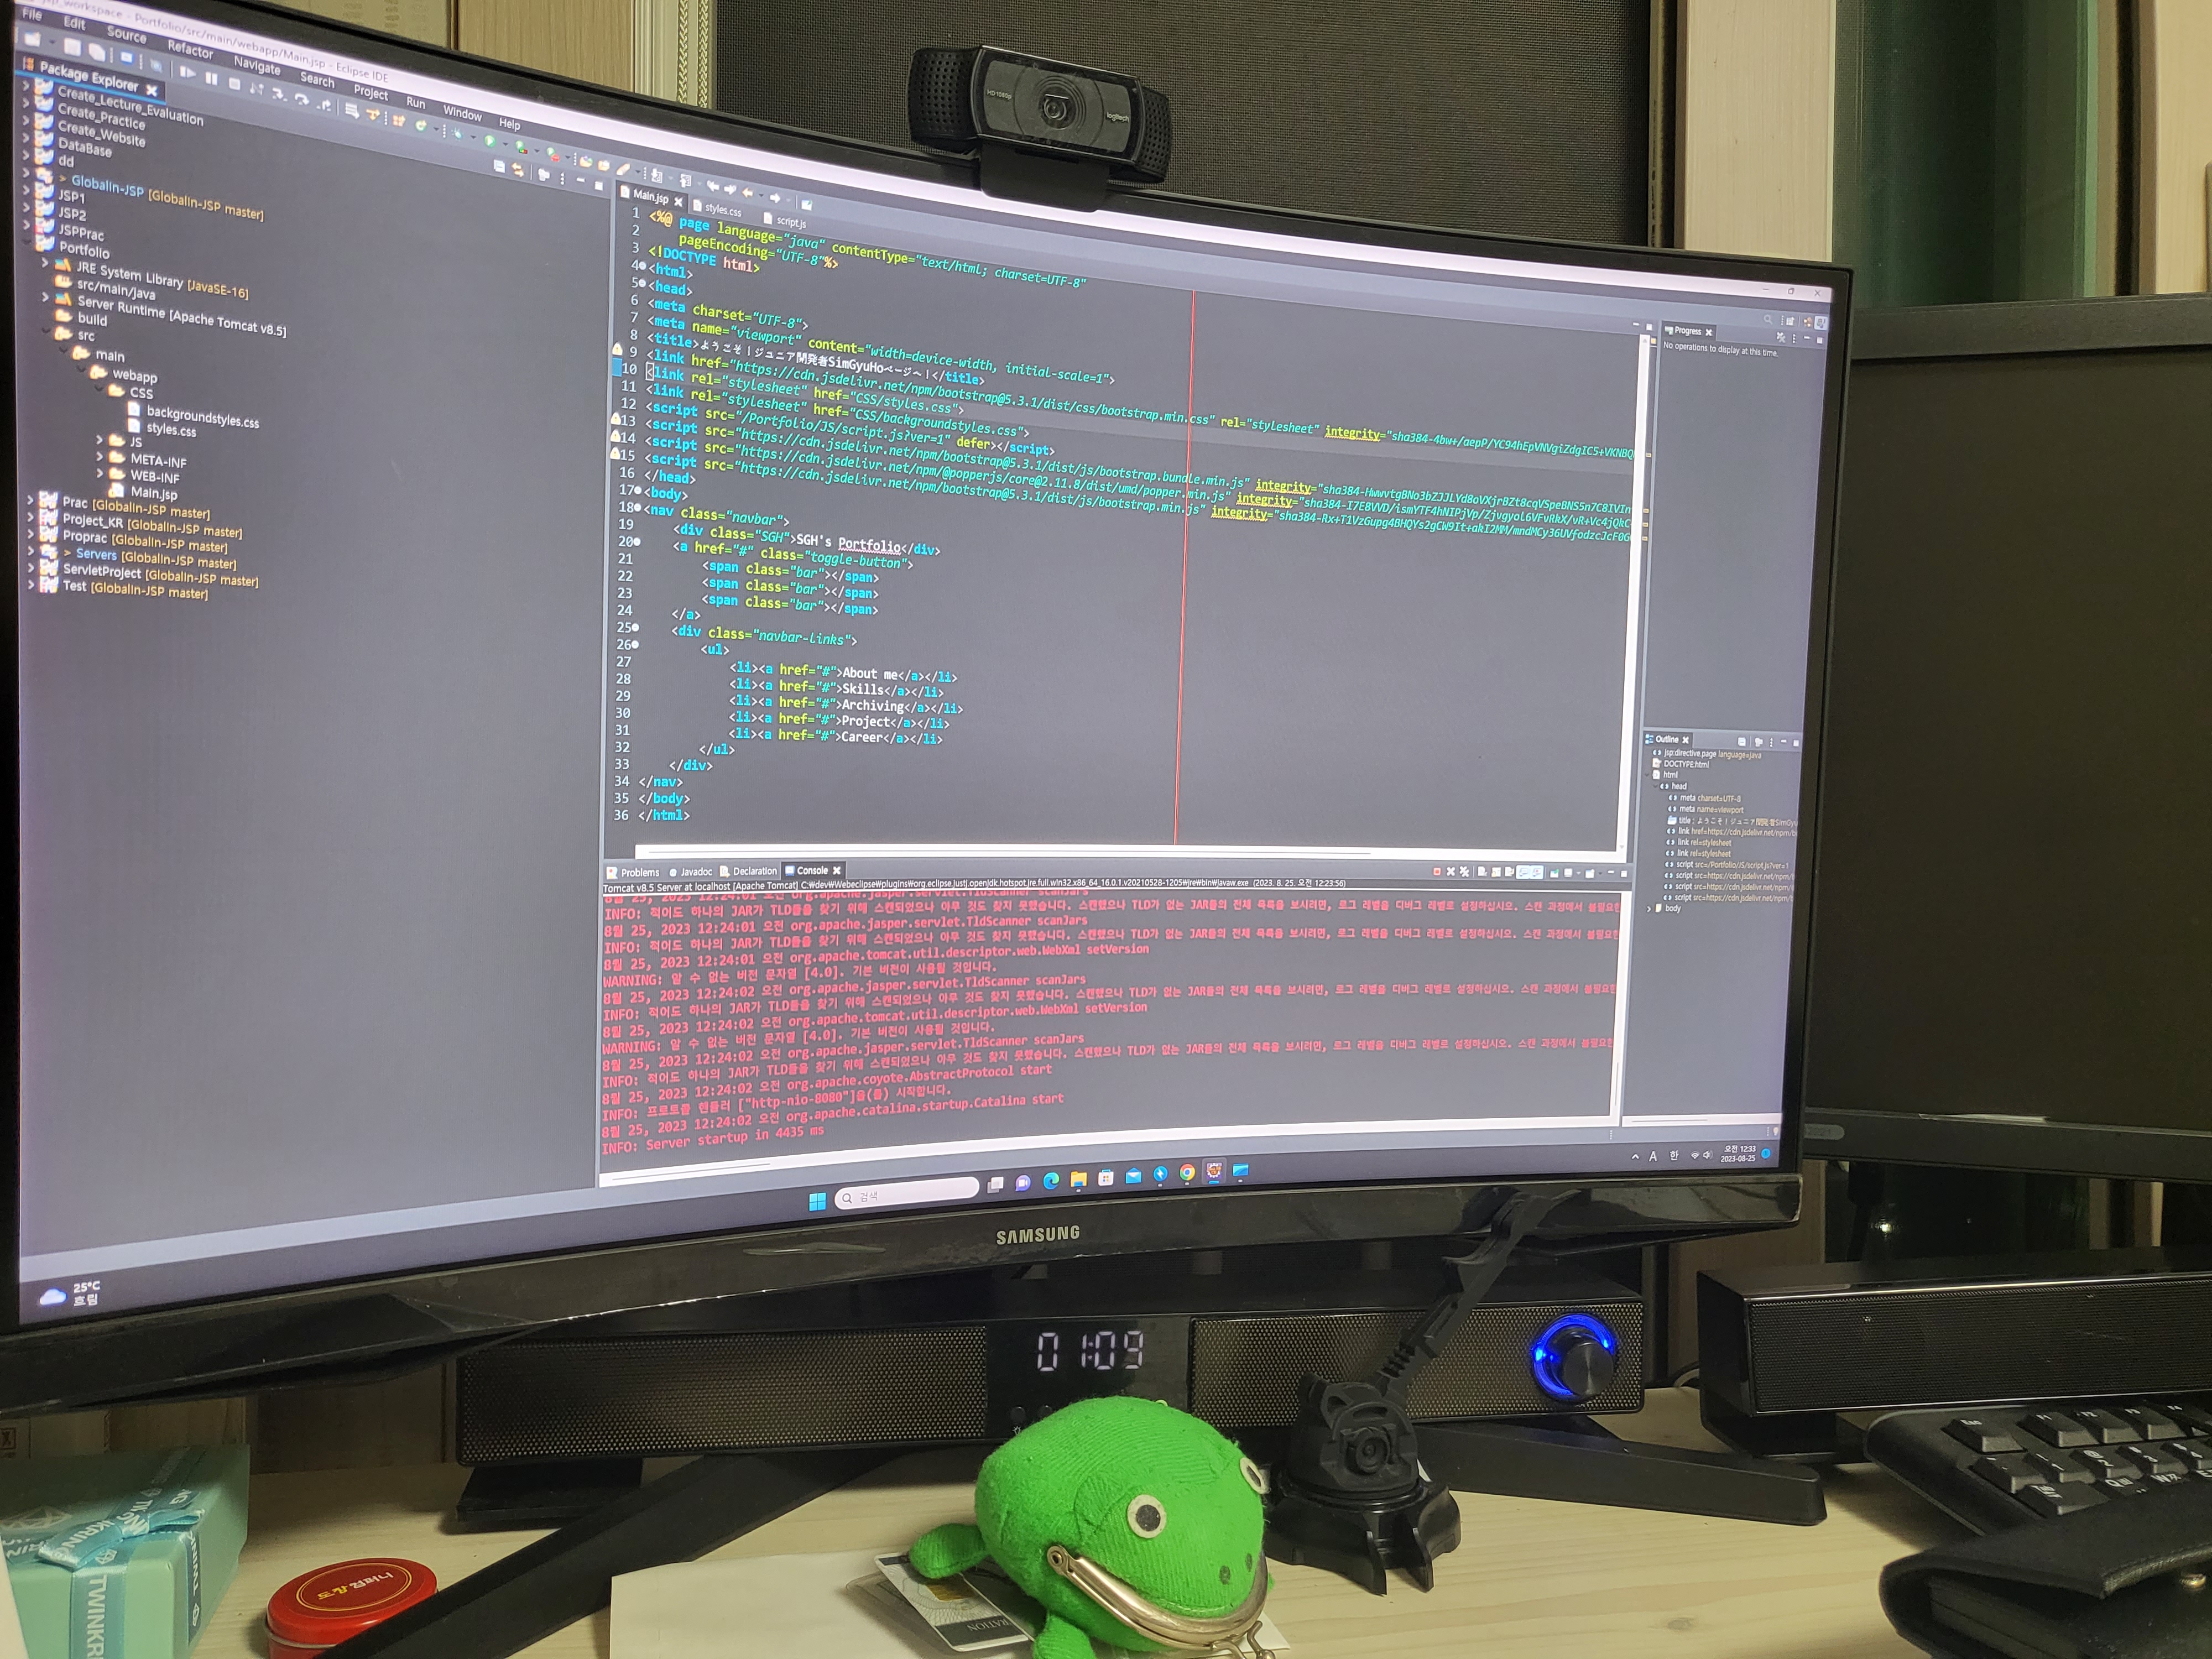 jsp_workspace - Portfolio/src/main/webapp/Main.jsp - Eclipse IDE
File Edit Source Refactor Navigate Search Project Run Window Help
Package Explorer
Create_Lecture_Evaluation
Create_Practice
Create_Website
DataBase
dd
> GlobalIn-JSP [GlobalIn-JSP master]
JSP1
JSP2
JSPPrac
Portfolio
JRE System Library [JavaSE-16]
src/main/java
Server Runtime [Apache Tomcat v8.5]
build
src
main
webapp
CSS
backgroundstyles.css
styles.css
JS
META-INF
WEB-INF
Main.jsp
Prac [GlobalIn-JSP master]
Project_KR [GlobalIn-JSP master]
Proprac [GlobalIn-JSP master]
> Servers [GlobalIn-JSP master]
ServletProject [GlobalIn-JSP master]
Test [GlobalIn-JSP master]
Main.jsp styles.css script.js
1 <%@ page language="java" contentType="text/html; charset=UTF-8"
2 pageEncoding="UTF-8"%>
3 <!DOCTYPE html>
4 <html>
5 <head>
6 <meta charset="UTF-8">
7 <meta name="viewport" content="width=device-width, initial-scale=1">
8 <title>ようこそ！ジュニア開発者SimGyuHoページへ！</title>
9 <link href="https://cdn.jsdelivr.net/npm/bootstrap@5.3.1/dist/css/bootstrap.min.css" rel="stylesheet" integrity="sha384-4bw+/aepP/YC94hEpVNVgiZdgIC5+VKNBQ
10 <link rel="stylesheet" href="CSS/styles.css">
11 <link rel="stylesheet" href="CSS/backgroundstyles.css">
12 <script src="/Portfolio/JS/script.js?ver=1" defer></script>
13 <script src="https://cdn.jsdelivr.net/npm/bootstrap@5.3.1/dist/js/bootstrap.bundle.min.js" integrity="sha384-HwwvtgBNo3bZJJLYd8oVXjrBZt8cqVSpeBNS5n7C8IVIn
14 <script src="https://cdn.jsdelivr.net/npm/@popperjs/core@2.11.8/dist/umd/popper.min.js" integrity="sha384-I7E8VVD/ismYTF4hNIPjVp/Zjvgyol6VFvRkX/vR+Vc4jQkC
15 <script src="https://cdn.jsdelivr.net/npm/bootstrap@5.3.1/dist/js/bootstrap.min.js" integrity="sha384-Rx+T1VzGupg4BHQYs2gCW9It+akI2MM/mndMCy36UVfodzcJcF0G
16 </head>
17 <body>
18 <nav class="navbar">
19 <div class="SGH">SGH's Portfolio</div>
20 <a href="#" class="toggle-button">
21 <span class="bar"></span>
22 <span class="bar"></span>
23 <span class="bar"></span>
24 </a>
25 <div class="navbar-links">
26 <ul>
27 <li><a href="#">About me</a></li>
28 <li><a href="#">Skills</a></li>
29 <li><a href="#">Archiving</a></li>
30 <li><a href="#">Project</a></li>
31 <li><a href="#">Career</a></li>
32 </ul>
33 </div>
34 </nav>
35 </body>
36 </html>
Progress
No operations to display at this time.
Outline
jsp:directive.page language=java
DOCTYPE:html
html
head
meta charset=UTF-8
meta name=viewport
title : ようこそ！ジュニア開発者SimGyu
link href=https://cdn.jsdelivr.net/npm/b
link rel=stylesheet
link rel=stylesheet
script src=/Portfolio/JS/script.js?ver=1
script src=https://cdn.jsdelivr.net/npm/
script src=https://cdn.jsdelivr.net/npm/
script src=https://cdn.jsdelivr.net/npm/
body
Problems Javadoc Declaration Console
Tomcat v8.5 Server at localhost [Apache Tomcat] C:₩dev₩Webeclipse₩plugins₩org.eclipse.justj.openjdk.hotspot.jre.full.win32.x86_64_16.0.1.v20210528-1205₩jre₩bin₩javaw.exe (2023. 8. 25. 오전 12:23:56)
8월 25, 2023 12:24:01 오전 org.apache.jasper.servlet.TldScanner scanJars
INFO: 적어도 하나의 JAR가 TLD들을 찾기 위해 스캔되었으나 아무 것도 찾지 못했습니다. 스캔했으나 TLD가 없는 JAR들의 전체 목록을 보시려면, 로그 레벨을 디버그 레벨로 설정하십시오. 스캔 과정에서 불필요한
8월 25, 2023 12:24:01 오전 org.apache.jasper.servlet.TldScanner scanJars
INFO: 적어도 하나의 JAR가 TLD들을 찾기 위해 스캔되었으나 아무 것도 찾지 못했습니다. 스캔했으나 TLD가 없는 JAR들의 전체 목록을 보시려면, 로그 레벨을 디버그 레벨로 설정하십시오. 스캔 과정에서 불필요한
8월 25, 2023 12:24:01 오전 org.apache.tomcat.util.descriptor.web.WebXml setVersion
WARNING: 알 수 없는 버전 문자열 [4.0]. 기본 버전이 사용될 것입니다.
8월 25, 2023 12:24:02 오전 org.apache.jasper.servlet.TldScanner scanJars
INFO: 적어도 하나의 JAR가 TLD들을 찾기 위해 스캔되었으나 아무 것도 찾지 못했습니다. 스캔했으나 TLD가 없는 JAR들의 전체 목록을 보시려면, 로그 레벨을 디버그 레벨로 설정하십시오. 스캔 과정에서 불필요한
8월 25, 2023 12:24:02 오전 org.apache.tomcat.util.descriptor.web.WebXml setVersion
WARNING: 알 수 없는 버전 문자열 [4.0]. 기본 버전이 사용될 것입니다.
8월 25, 2023 12:24:02 오전 org.apache.jasper.servlet.TldScanner scanJars
INFO: 적어도 하나의 JAR가 TLD들을 찾기 위해 스캔되었으나 아무 것도 찾지 못했습니다. 스캔했으나 TLD가 없는 JAR들의 전체 목록을 보시려면, 로그 레벨을 디버그 레벨로 설정하십시오. 스캔 과정에서 불필요한
8월 25, 2023 12:24:02 오전 org.apache.coyote.AbstractProtocol start
INFO: 프로토콜 핸들러 ["http-nio-8080"]을(를) 시작합니다.
8월 25, 2023 12:24:02 오전 org.apache.catalina.startup.Catalina start
INFO: Server startup in 4435 ms
검색
A 한
오전 12:33
2023-08-25
25°C
흐림
SAMSUNG
HD 1080p
logitech
01:09
도장컴퍼니
TWINKRING
Esc F1 F2 F3 F4